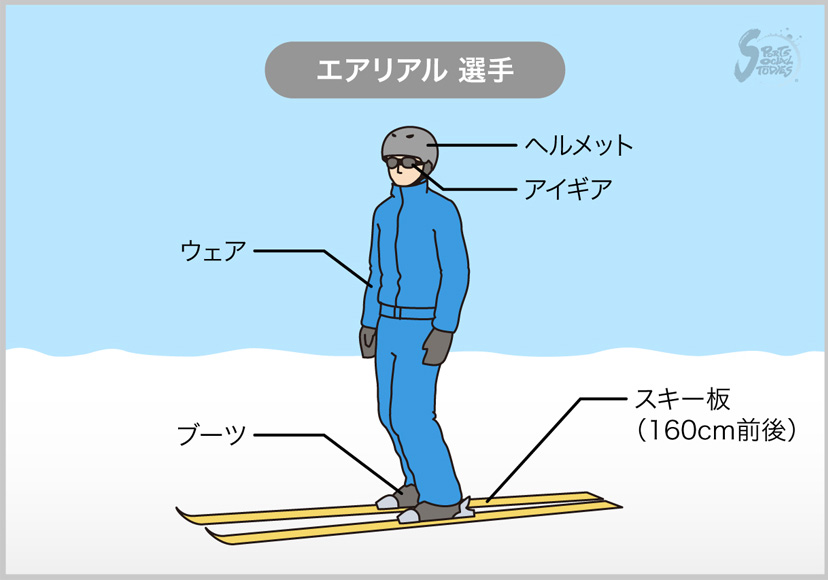 SPORTS
SOCIAL
STUDIES
エアリアル 選手
ヘルメット
アイギア
ウェア
スキー板
（160cm前後）
ブーツ